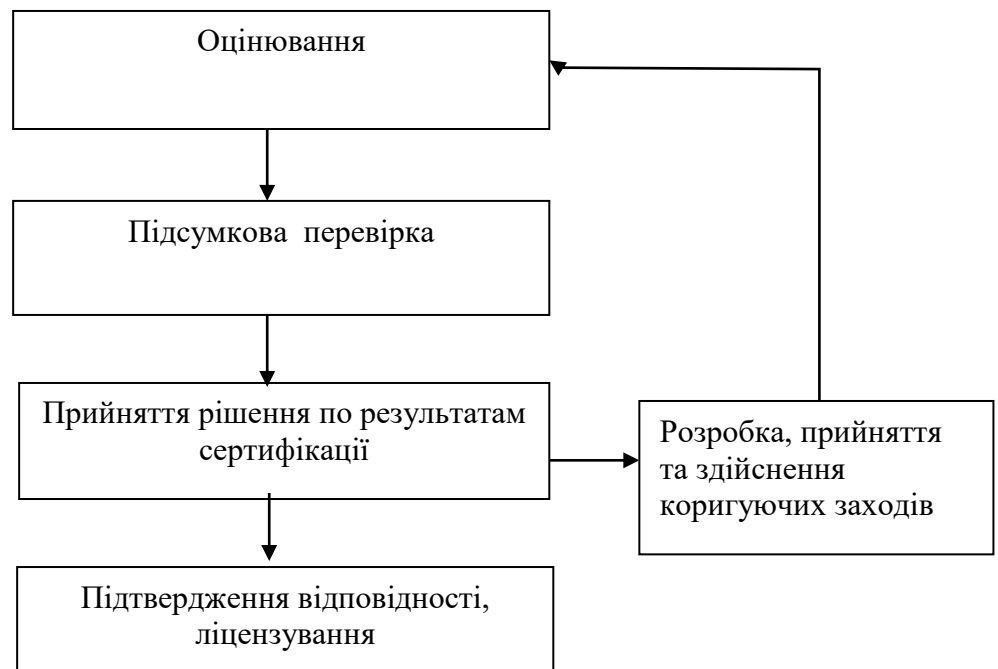 Оцінювання
Підсумкова перевірка
Прийняття рішення по результатам
сертифікації
Розробка, прийняття
та здійснення
коригуючих заходів
Підтвердження відповідності,
ліцензування